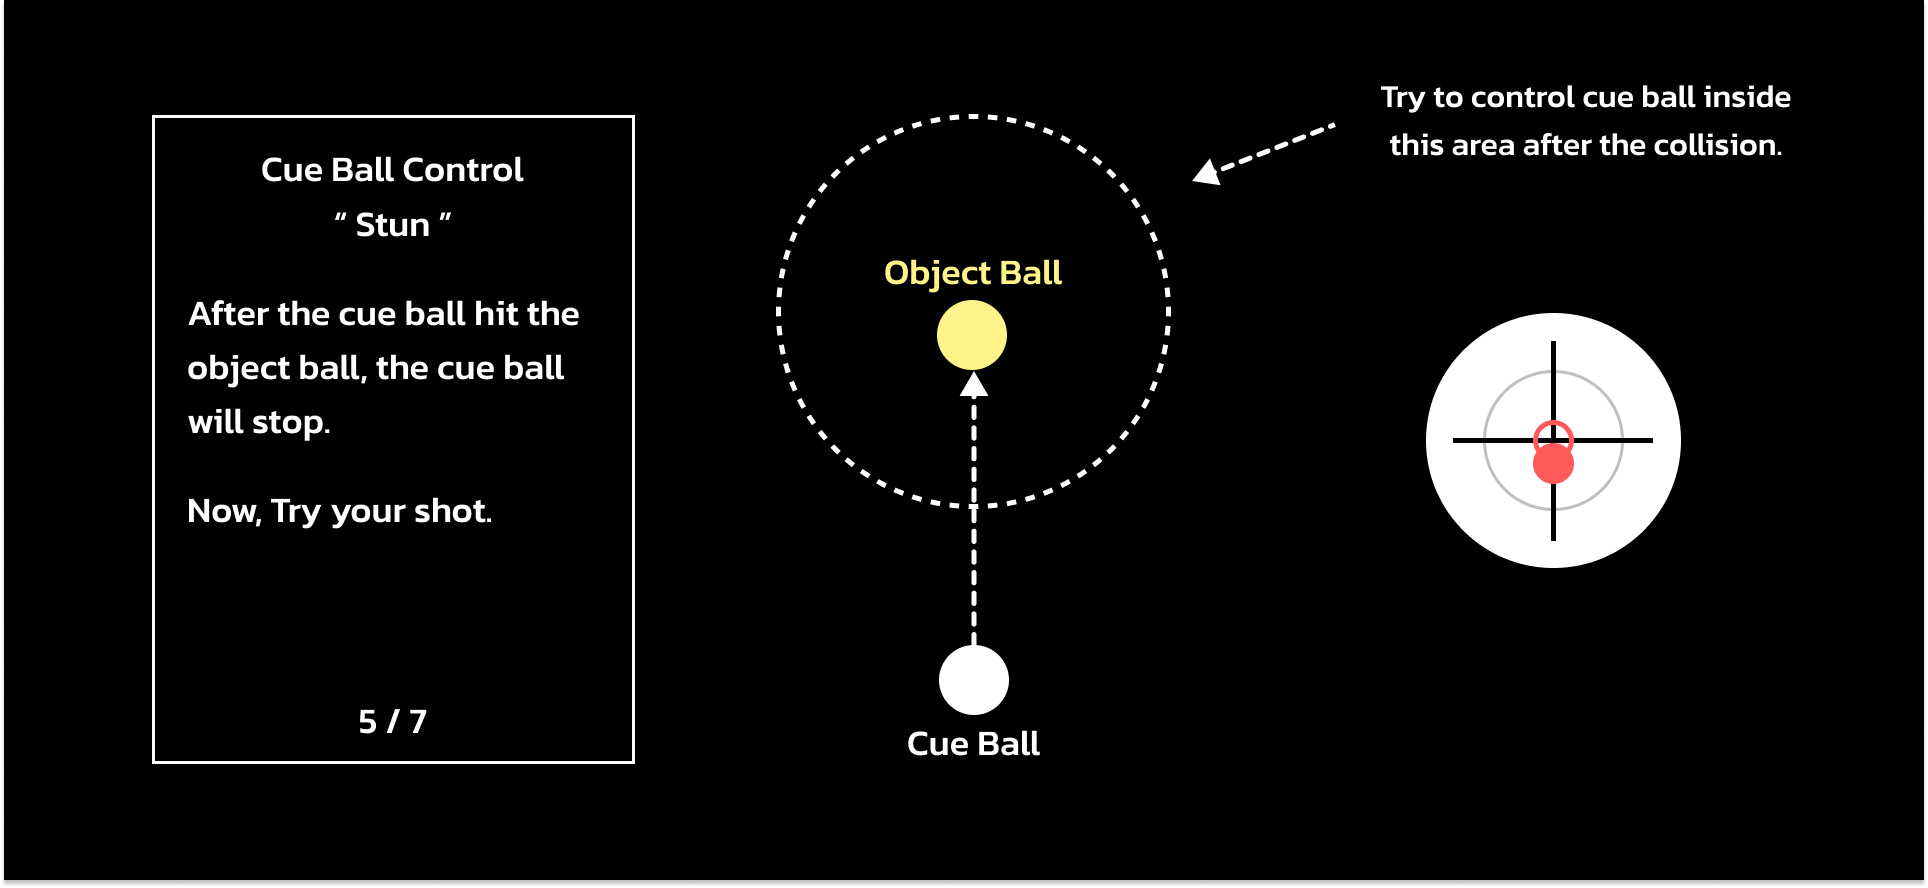 Cue Ball Control
“ Stun ”
After the cue ball hit the
object ball, the cue ball
will stop.
Now, Try your shot.
5 / 7
Object Ball
Cue Ball
Try to control cue ball inside
this area after the collision.